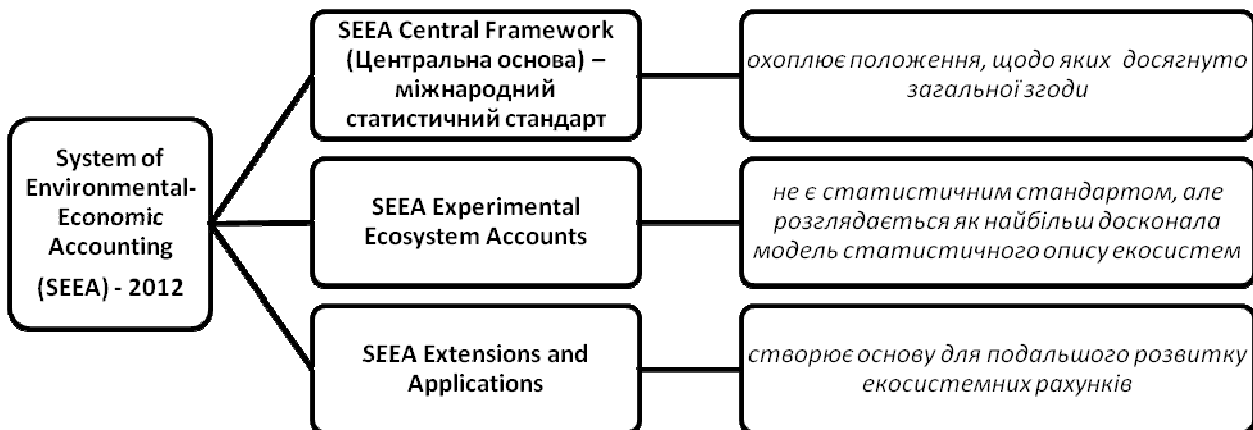 System of
Environmental-
Economic
Accounting
(SEEA) - 2012
SEEA Central Framework
(Центральна основа) –
міжнародний
статистичний стандарт
охоплює положення, щодо яких досягнуто
загальної згоди
SEEA Experimental
Ecosystem Accounts
не є статистичним стандартом, але
розглядається як найбільш досконала
модель статистичного опису екосистем
SEEA Extensions and
Applications
створює основу для подальшого розвитку
екосистемних рахунків